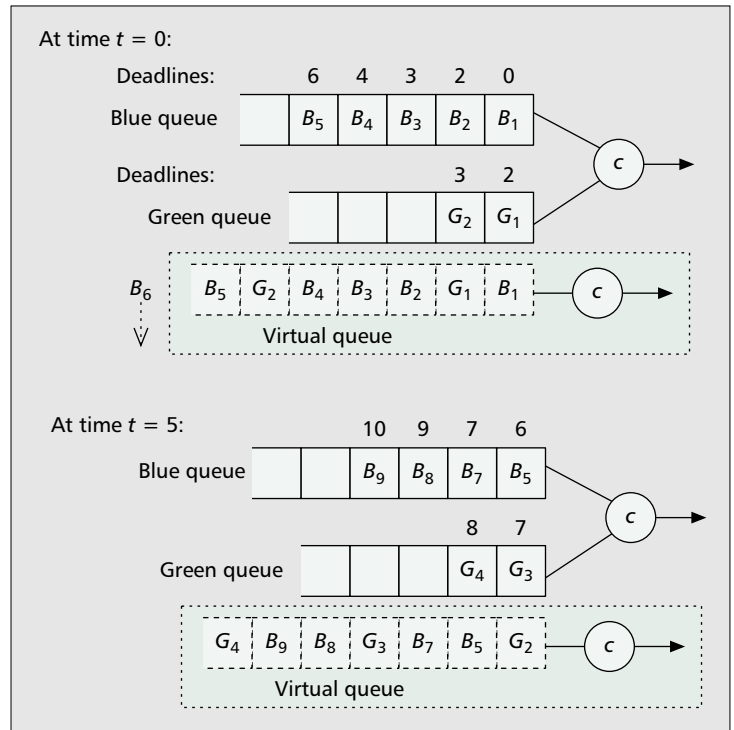 At time t = 0:
Deadlines: 6 4 3 2 0
Blue queue B5 B4 B3 B2 B1
c
Deadlines: 3 2
Green queue G2 G1
B6 B5 G2 B4 B3 B2 G1 B1 c
Virtual queue
At time t = 5:
10 9 7 6
Blue queue B9 B8 B7 B5
c
8 7
Green queue G4 G3
G4 B9 B8 G3 B7 B5 G2 c
Virtual queue